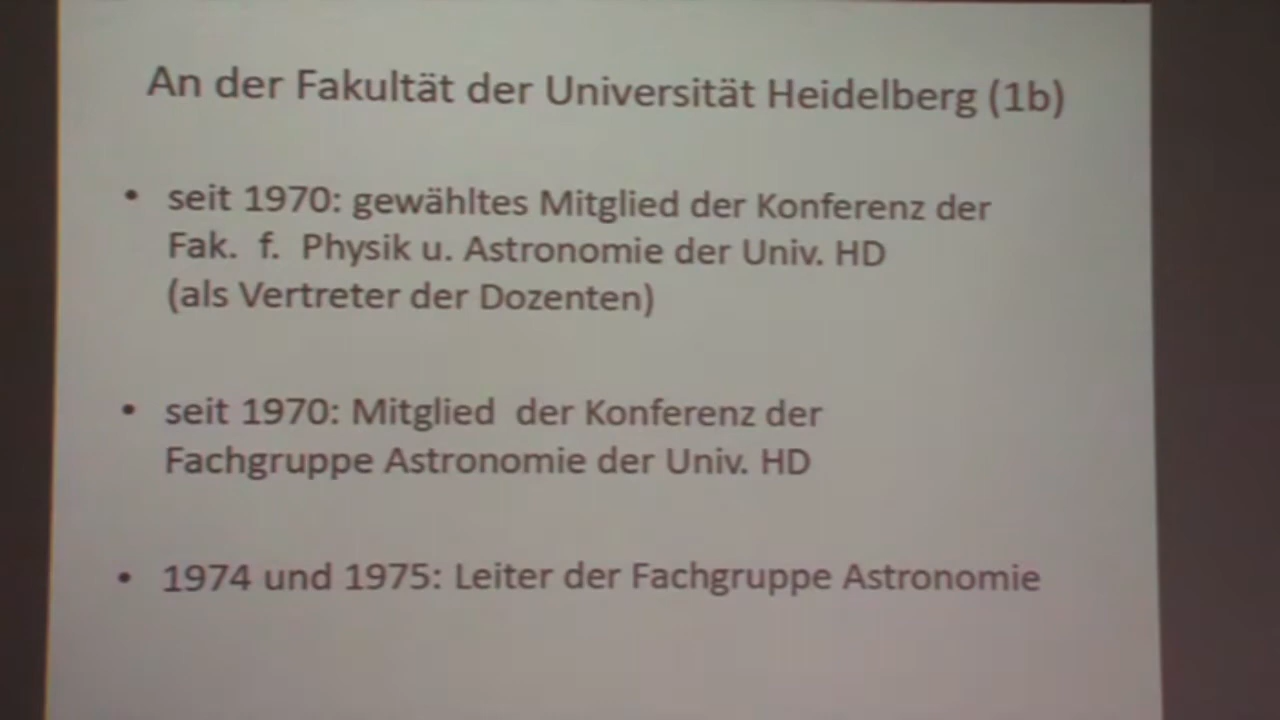 An der Fakultät der Universität Heidelberg (1b)
• seit 1970: gewähltes Mitglied der Konferenz der
Fak. f. Physik u. Astronomie der Univ. HD
(als Vertreter der Dozenten)
• seit 1970: Mitglied der Konferenz der
Fachgruppe Astronomie der Univ. HD
• 1974 und 1975: Leiter der Fachgruppe Astronomie